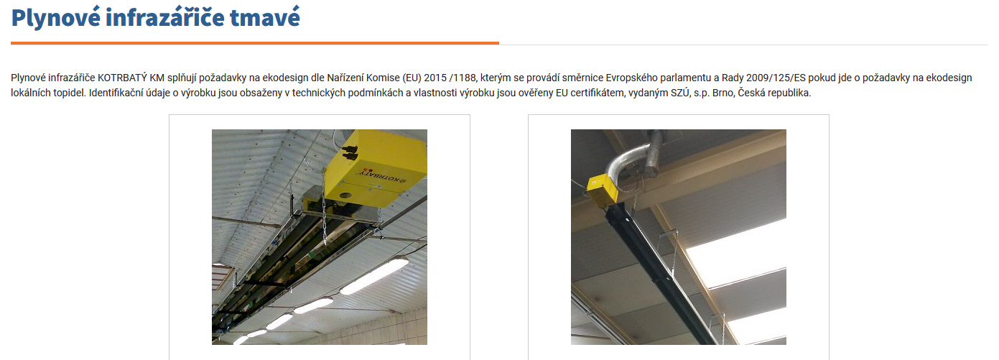 Plynové infrazářiče tmavé
Plynové infrazářiče KOTRBATÝ KM splňují požadavky na ekodesign dle Nařízení Komise (EU) 2015 /1188, kterým se provádí směrnice Evropského parlamentu a Rady 2009/125/ES pokud jde o požadavky na ekodesign
lokálních topidel. Identifikační údaje o výrobku jsou obsaženy v technických podmínkách a vlastnosti výrobku jsou ověřeny EU certifikátem, vydaným SZÚ, s.p. Brno, Česká republika.
KOTRBATÝ